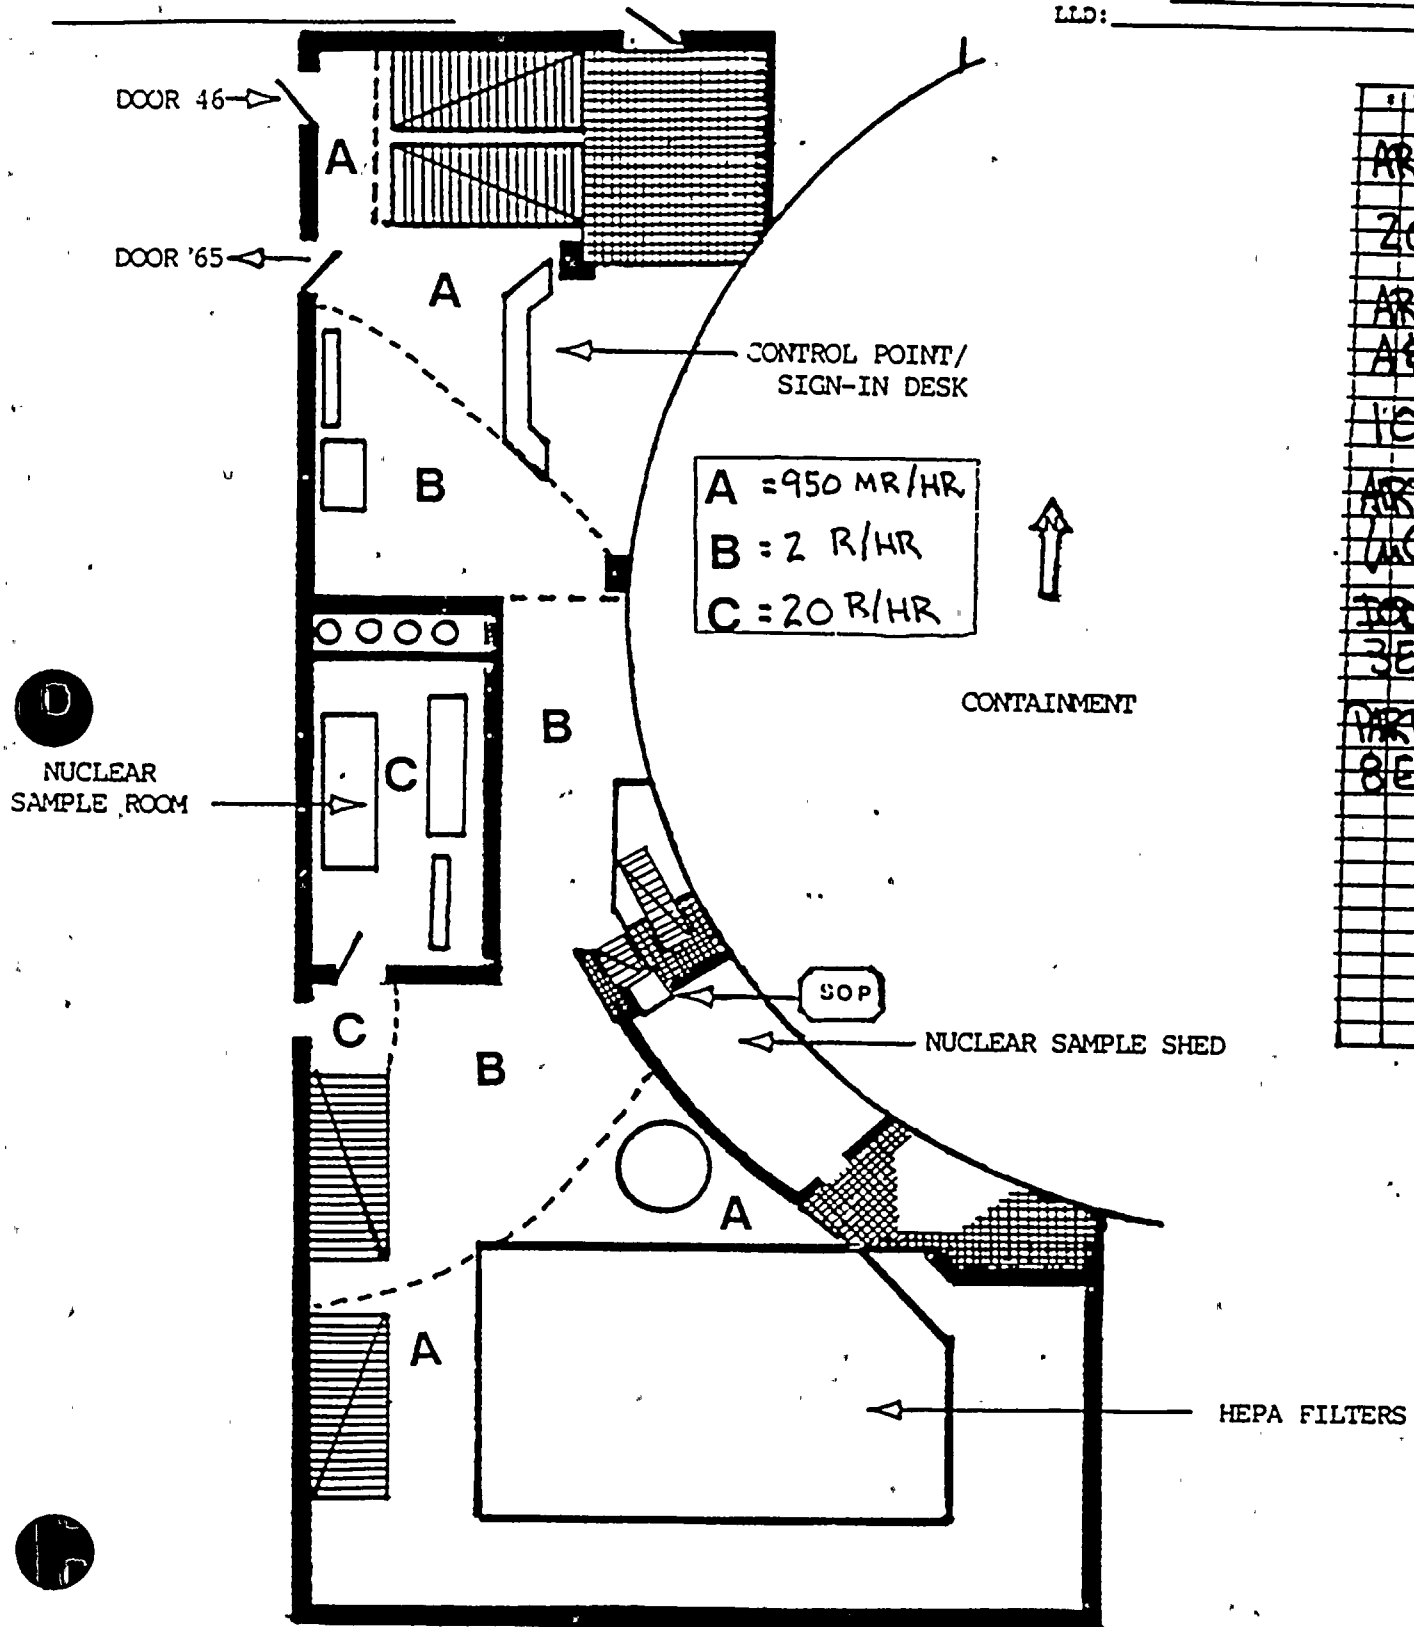 LLD:
DOOR 46
A
DOOR 65
A
CONTROL POINT/
SIGN-IN DESK
B
A = 950 MR/HR
B = 2 R/HR
C = 20 R/HR
N
B
CONTAINMENT
C
NUCLEAR
SAMPLE ROOM
SOP
C
NUCLEAR SAMPLE SHED
B
A
A
HEPA FILTERS